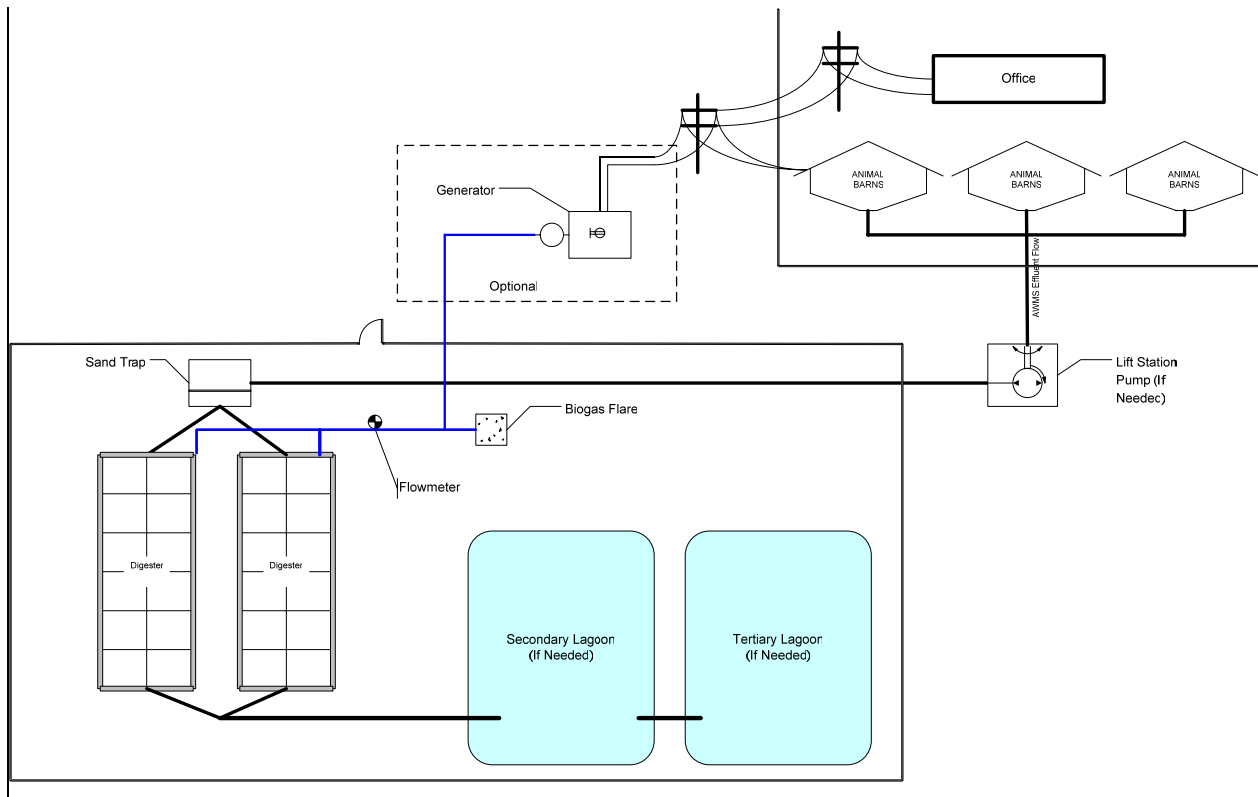 Office
ANIMAL
BARNS
ANIMAL
BARNS
ANIMAL
BARNS
Generator
Optional
AWMS Effluent Flow
Sand Trap
Lift Station
Pump (If
Needec)
Biogas Flare
Flowmeter
Digester
Digester
Secondary Lagoon
(If Needed)
Tertiary Lagoon
(If Needed)